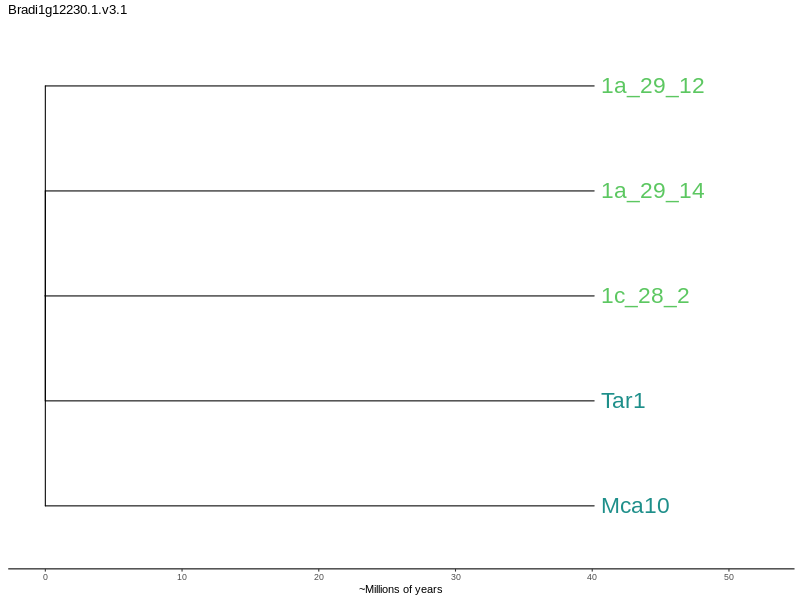 Bradi1g12230.1.v3.1
1a_29_12
1a_29_14
1c_28_2
Tar1
Mca10
0 10 20 30 40 50
~Millions of years